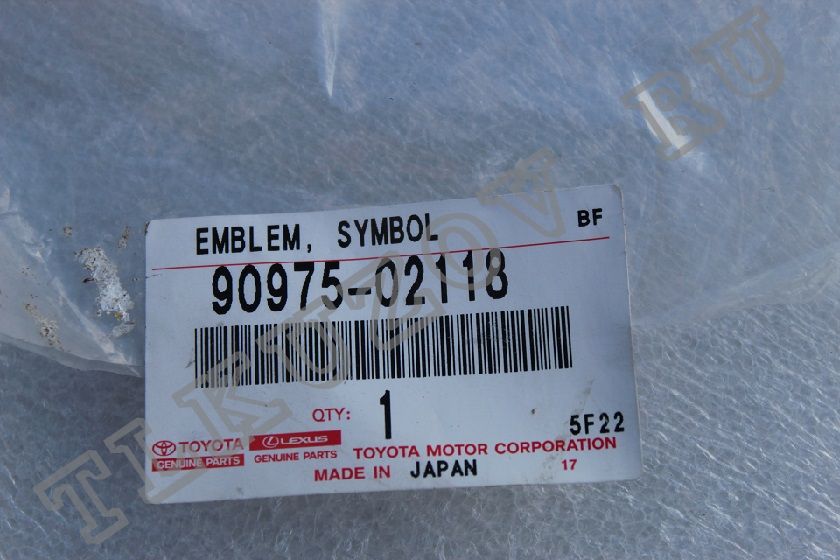 EMBLEM, SYMBOL BF
90975-02118
QTY: 1 5F22
TOYOTA LEXUS TOYOTA MOTOR CORPORATION
GENUINE PARTS GENUINE PARTS MADE IN JAPAN 17
TLKUZOV RU